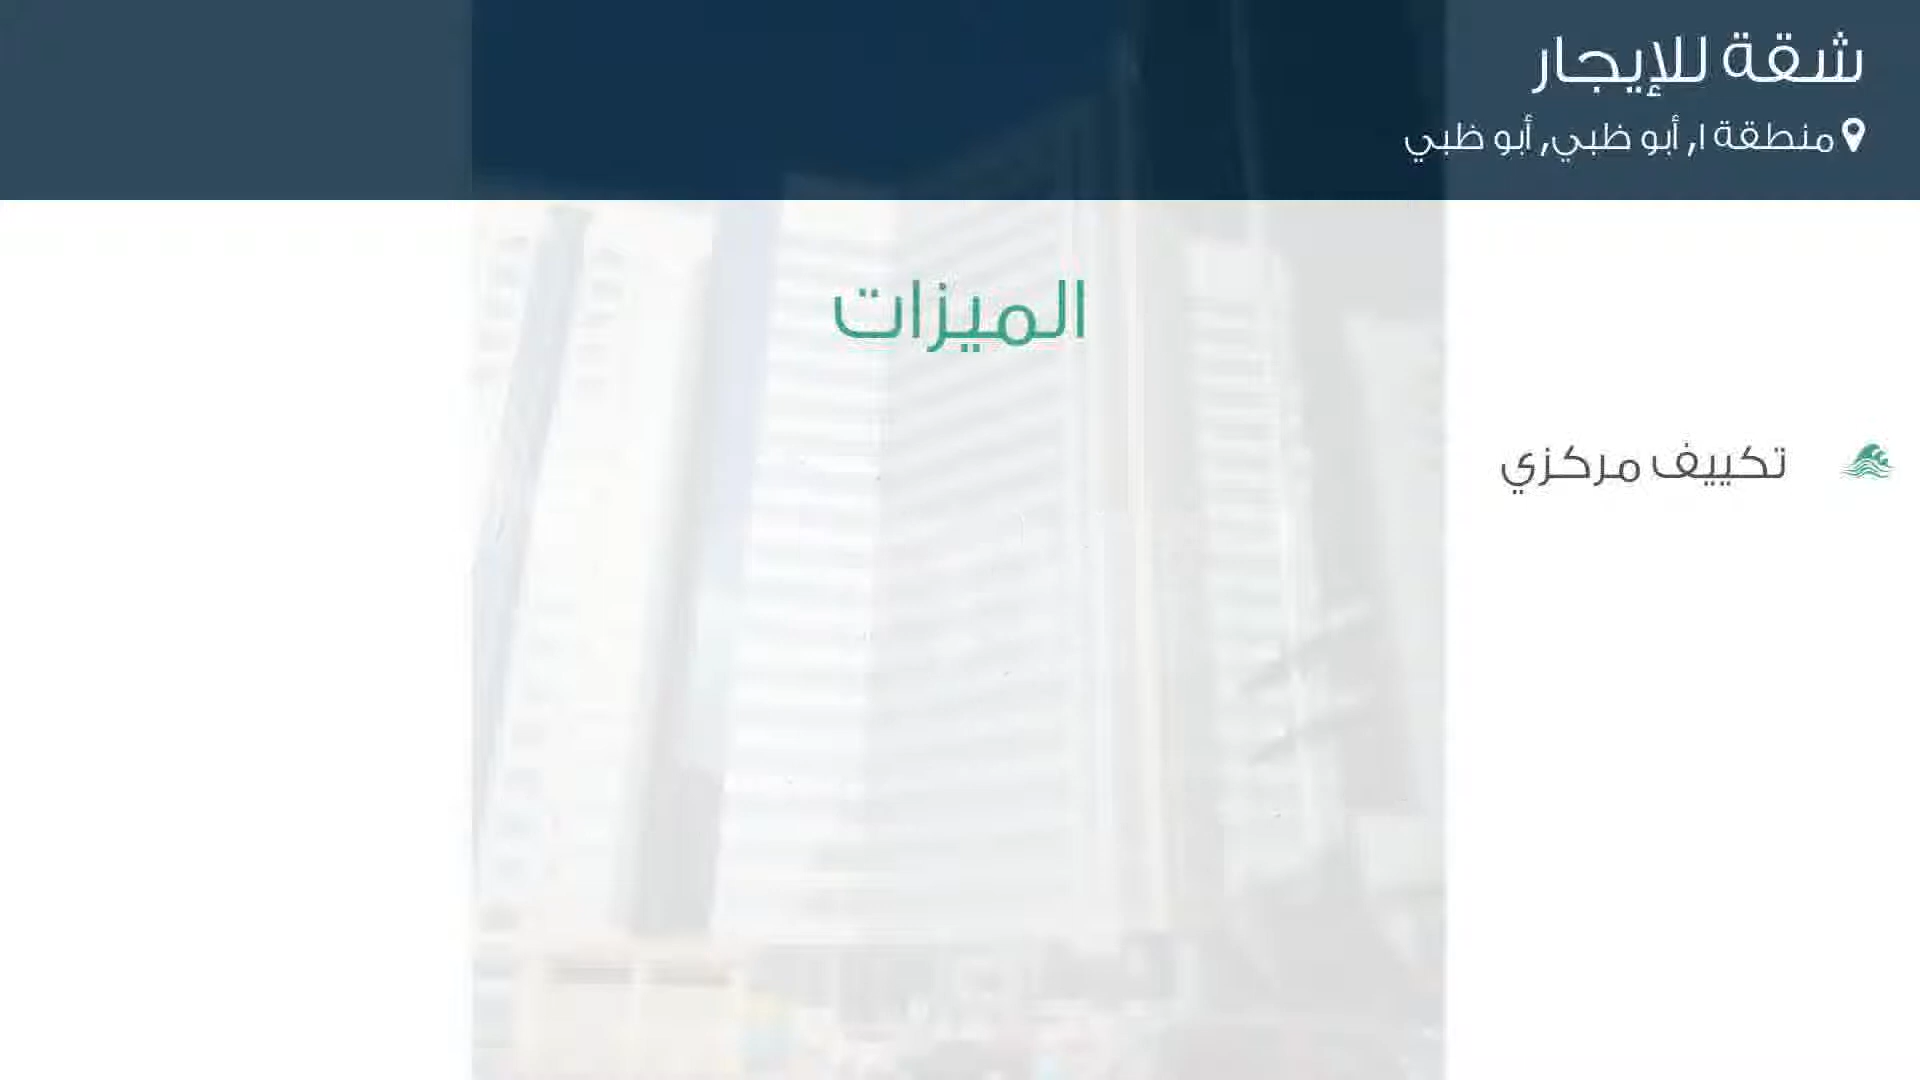 شقة للإيجار
منطقة ا, أبو ظبي, أبو ظبي
الميزات
تكييف مركزي